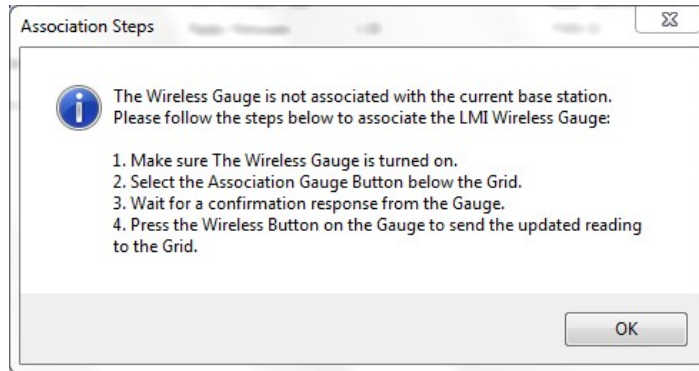 Association Steps
The Wireless Gauge is not associated with the current base station.
Please follow the steps below to associate the LMI Wireless Gauge:
1. Make sure The Wireless Gauge is turned on.
2. Select the Association Gauge Button below the Grid.
3. Wait for a confirmation response from the Gauge.
4. Press the Wireless Button on the Gauge to send the updated reading
to the Grid.
OK